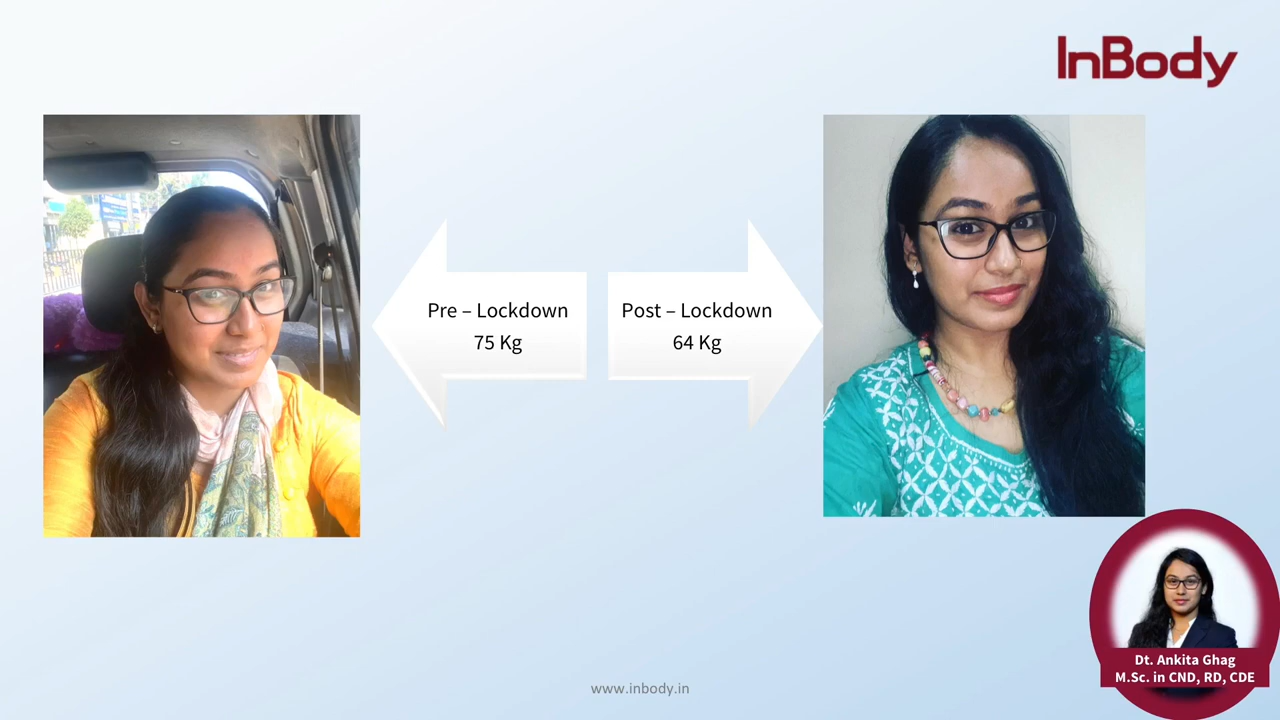 InBody
Pre – Lockdown
75 Kg
Post – Lockdown
64 Kg
Dt. Ankita Ghag
M.Sc. in CND, RD, CDE
www.inbody.in